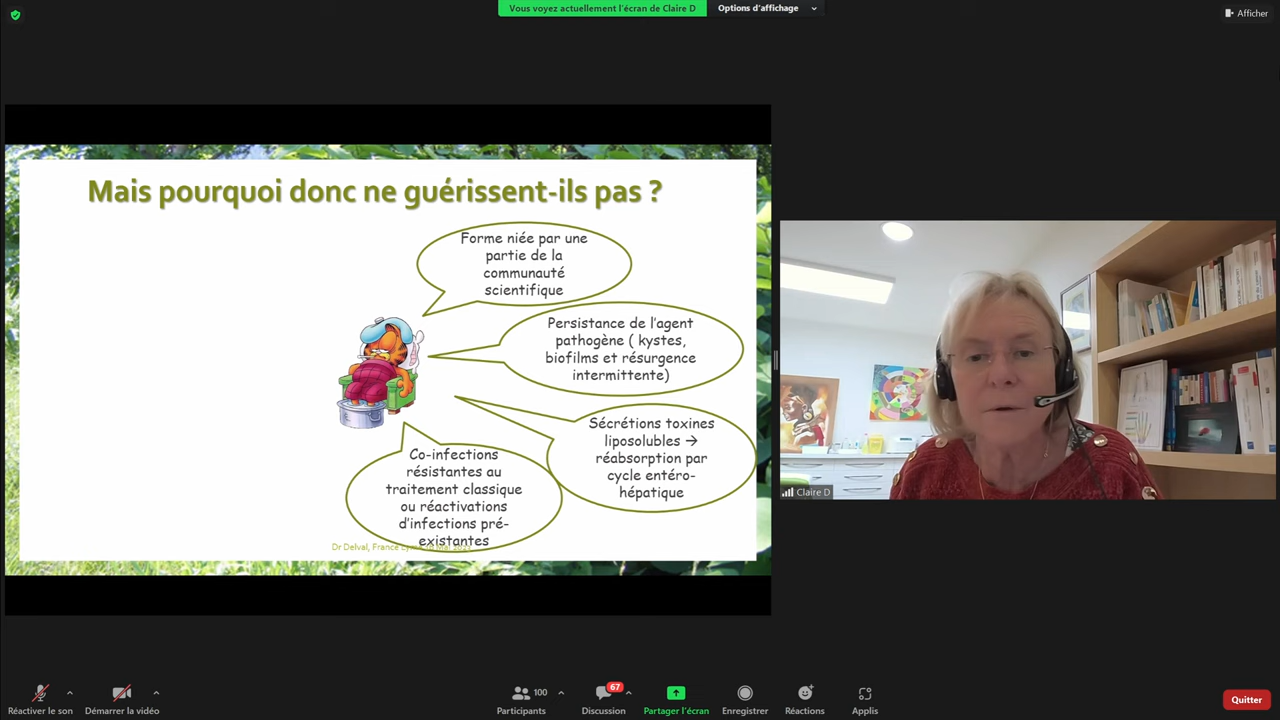 Vous voyez actuellement l'écran de Claire D
Options d'affichage
Afficher
Mais pourquoi donc ne guérissent-ils pas ?
Forme niée par une
partie de la
communauté
scientifique
Persistance de l'agent
pathogène ( kystes,
biofilms et résurgence
intermittente)
Sécrétions toxines
liposolubles →
réabsorption par
cycle entéro-
hépatique
Co-infections
résistantes au
traitement classique
ou réactivations
d'infections pré-
existantes
Dr Delval, France
Claire D
Réactiver le son
Démarrer la vidéo
Participants
100
Discussion
67
Partager l'écran
Enregistrer
Réactions
Applis
Quitter